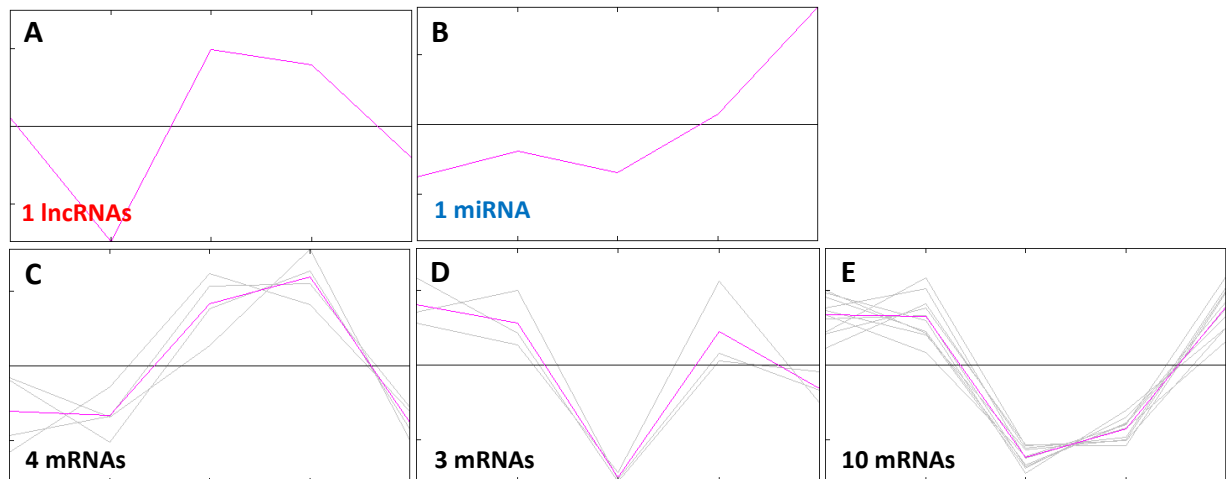 A
1 lncRNAs
B
1 miRNA
C
4 mRNAs
D
3 mRNAs
E
10 mRNAs